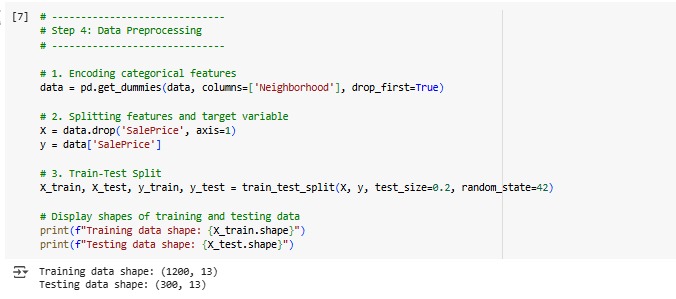 [7] # ----------------------------
# Step 4: Data Preprocessing
# ----------------------------
# 1. Encoding categorical features
data = pd.get_dummies(data, columns=['Neighborhood'], drop_first=True)
# 2. Splitting features and target variable
X = data.drop('SalePrice', axis=1)
y = data['SalePrice']
# 3. Train-Test Split
X_train, X_test, y_train, y_test = train_test_split(X, y, test_size=0.2, random_state=42)
# Display shapes of training and testing data
print(f"Training data shape: {X_train.shape}")
print(f"Testing data shape: {X_test.shape}")
Training data shape: (1200, 13)
Testing data shape: (300, 13)